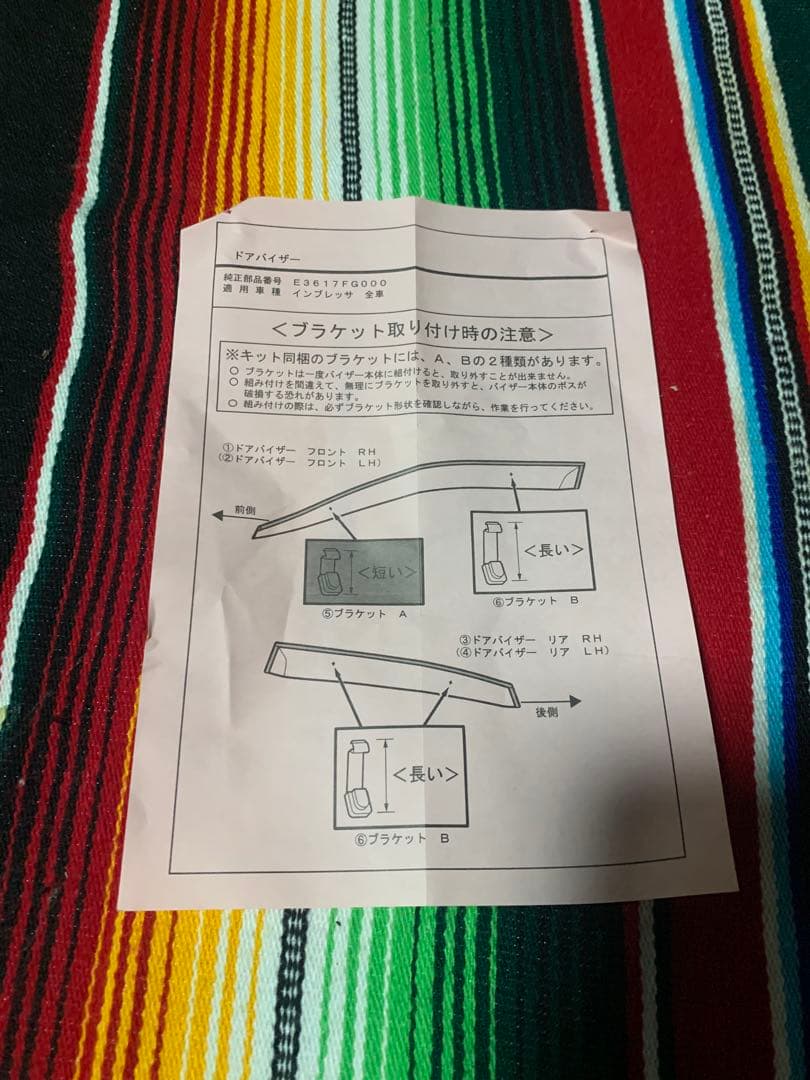 ドアバイザー
純正部品番号 E3617FG000
適用車種 インプレッサ 全車
＜ブラケット取り付け時の注意＞
※キット同梱のブラケットには、A、Bの2種類があります。
○ ブラケットは一度バイザー本体に組付けると、取り外すことが出来ません。
○ 組み付けを間違えて、無理にブラケットを取り外すと、バイザー本体のボスが
破損する恐れがあります。
○ 組み付けの際は、必ずブラケット形状を確認しながら、作業を行ってください。
①ドアバイザー フロント RH
(②ドアバイザー フロント LH)
前側
＜短い＞
＜長い＞
⑤ブラケット A
⑥ブラケット B
③ドアバイザー リア RH
(④ドアバイザー リア LH)
後側
＜長い＞
⑥ブラケット B